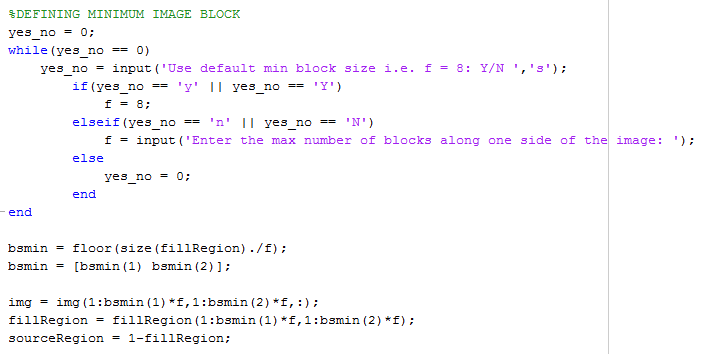 %DEFINING MINIMUM IMAGE BLOCK
yes_no = 0;
while(yes_no == 0)
    yes_no = input('Use default min block size i.e. f = 8: Y/N ','s');
        if(yes_no == 'y' || yes_no == 'Y')
            f = 8;
        elseif(yes_no == 'n' || yes_no == 'N')
            f = input('Enter the max number of blocks along one side of the image: ');
        else
            yes_no = 0;
        end
end
bsmin = floor(size(fillRegion)./f);
bsmin = [bsmin(1) bsmin(2)];
img = img(1:bsmin(1)*f,1:bsmin(2)*f,:);
fillRegion = fillRegion(1:bsmin(1)*f,1:bsmin(2)*f);
sourceRegion = 1-fillRegion;